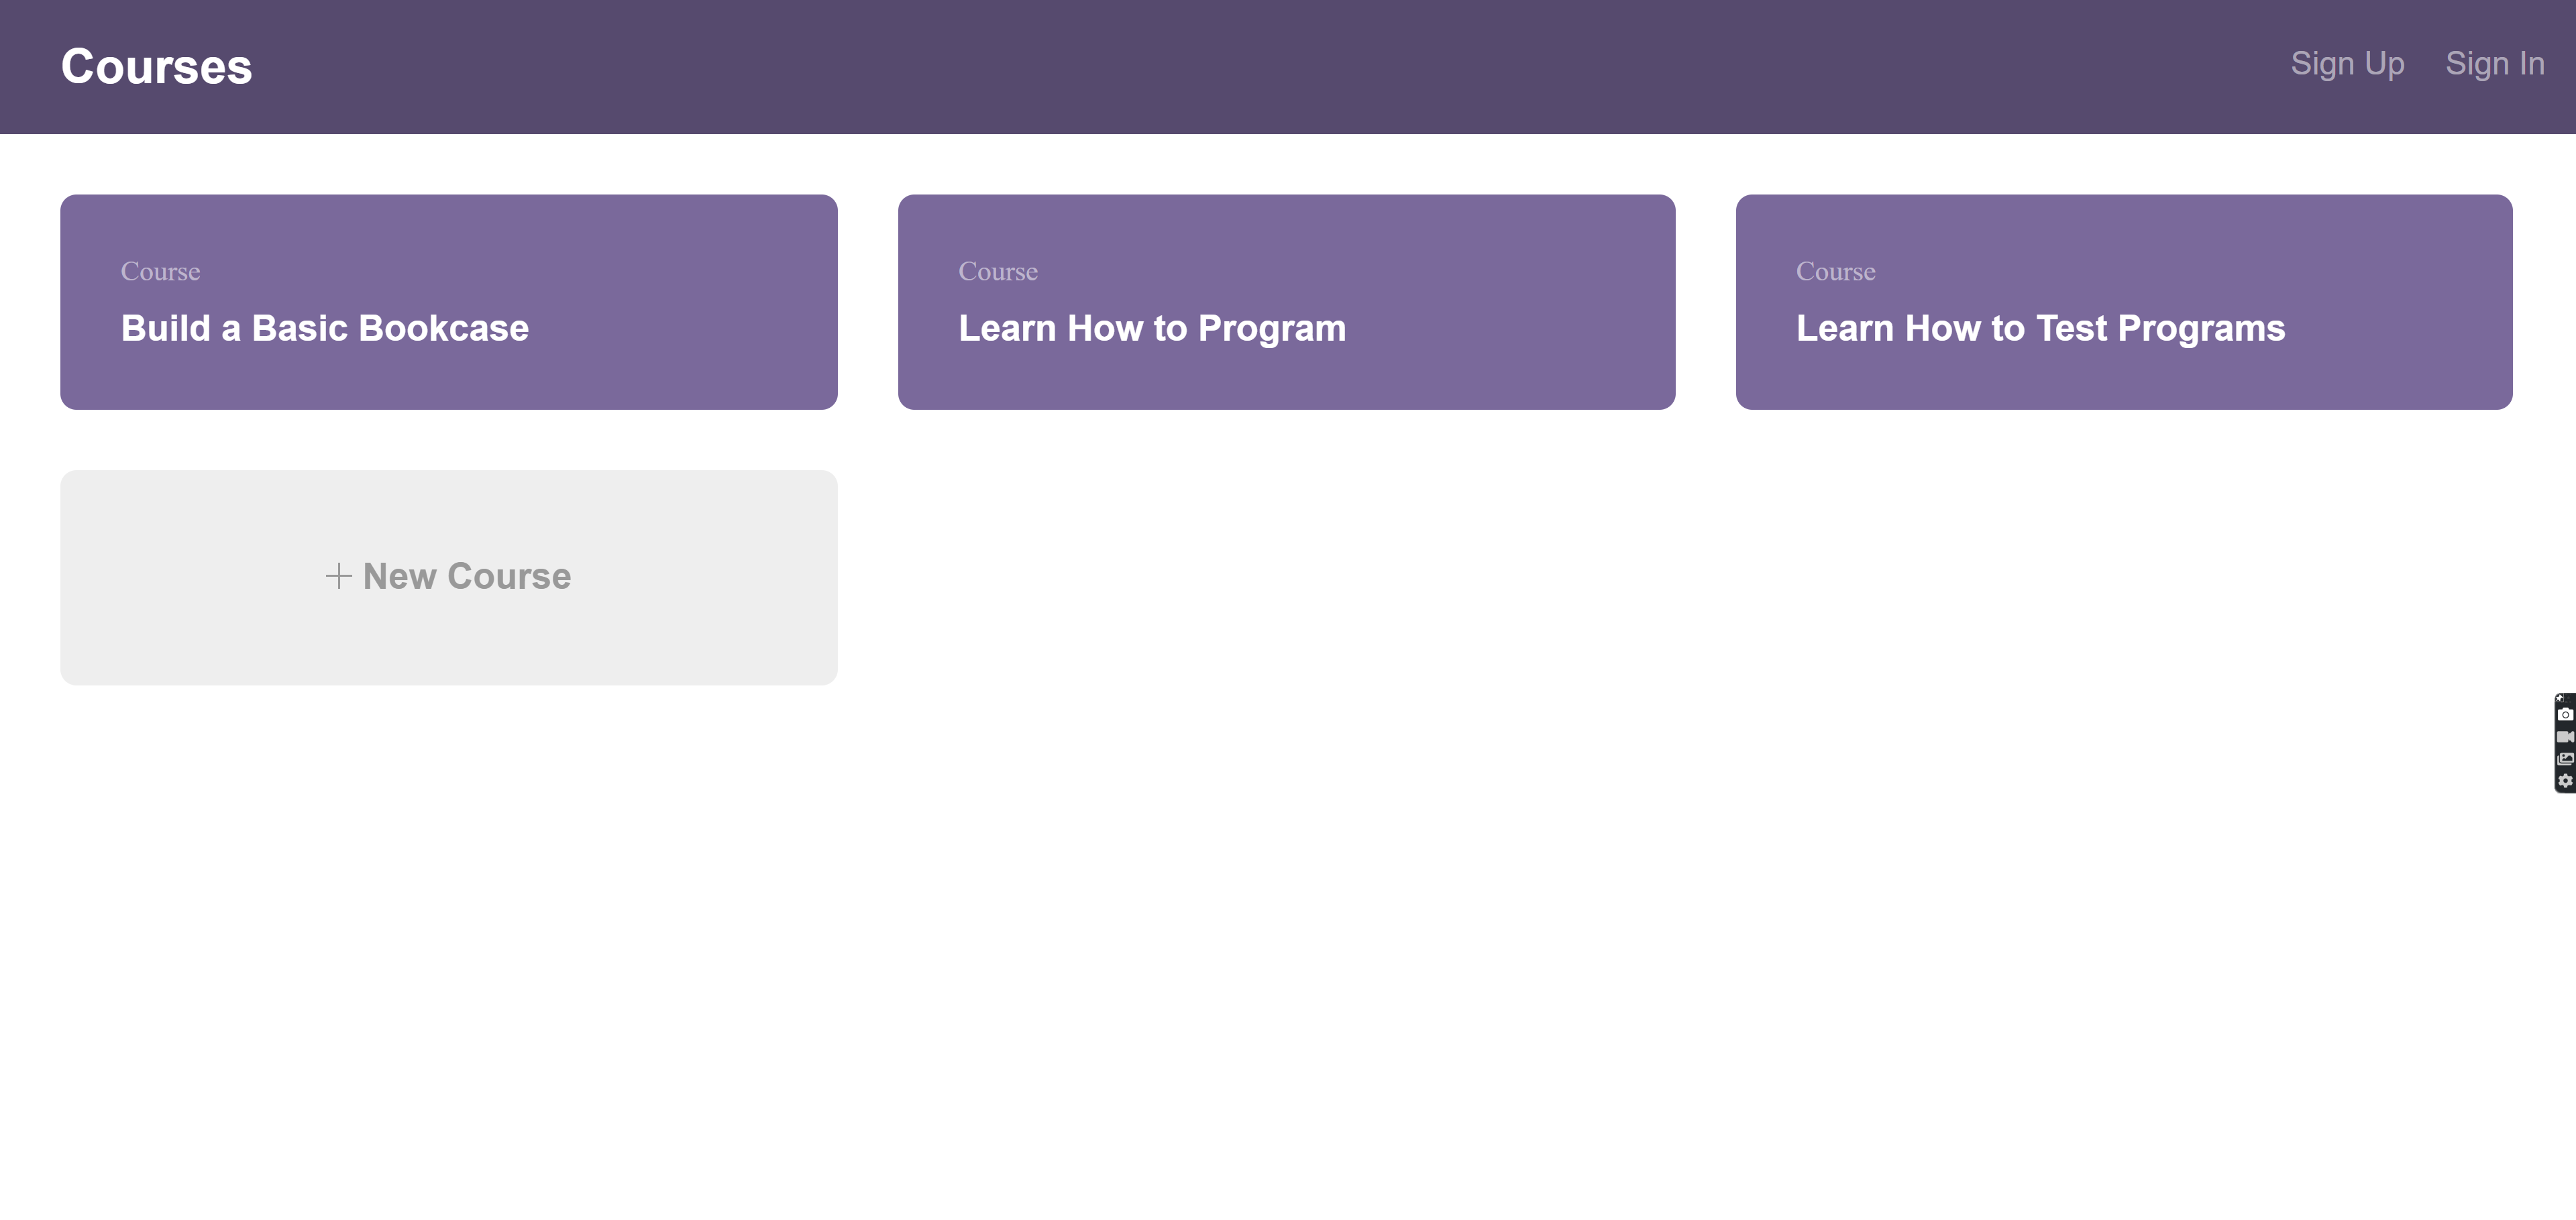 Courses
Sign Up
Sign In
Course
Build a Basic Bookcase
Course
Learn How to Program
Course
Learn How to Test Programs
+ New Course